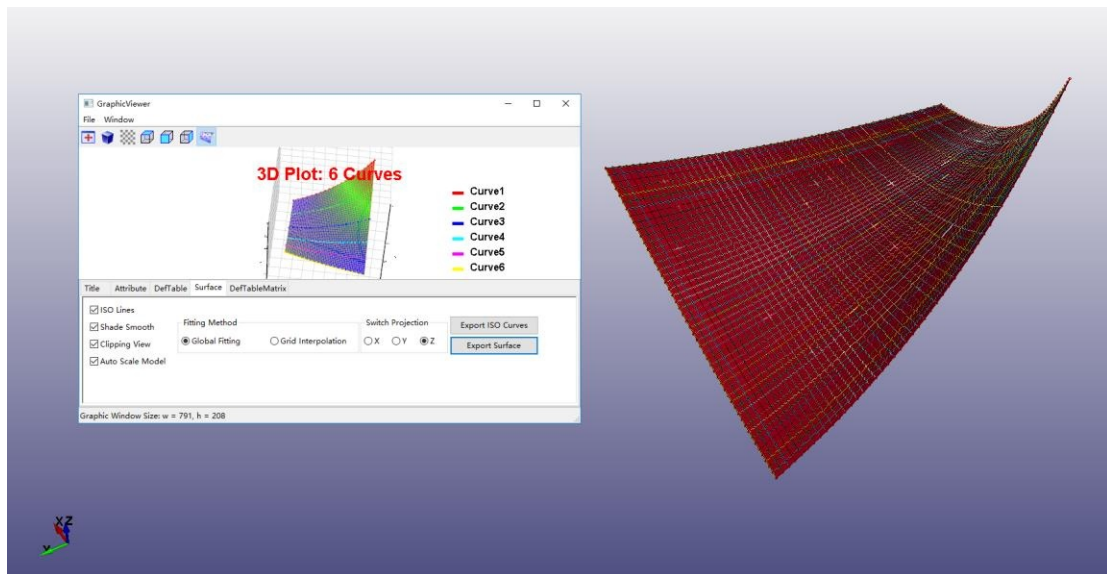 GraphicViewer
File Window
3D Plot: 6 Curves
Curve1
Curve2
Curve3
Curve4
Curve5
Curve6
Title Attribute DefTable Surface DefTableMatrix
ISO Lines
Shade Smooth
Clipping View
Auto Scale Model
Fitting Method
Global Fitting Grid Interpolation
Switch Projection
X Y Z
Export ISO Curves
Export Surface
Graphic Window Size: w = 791, h = 208
X Z
Y